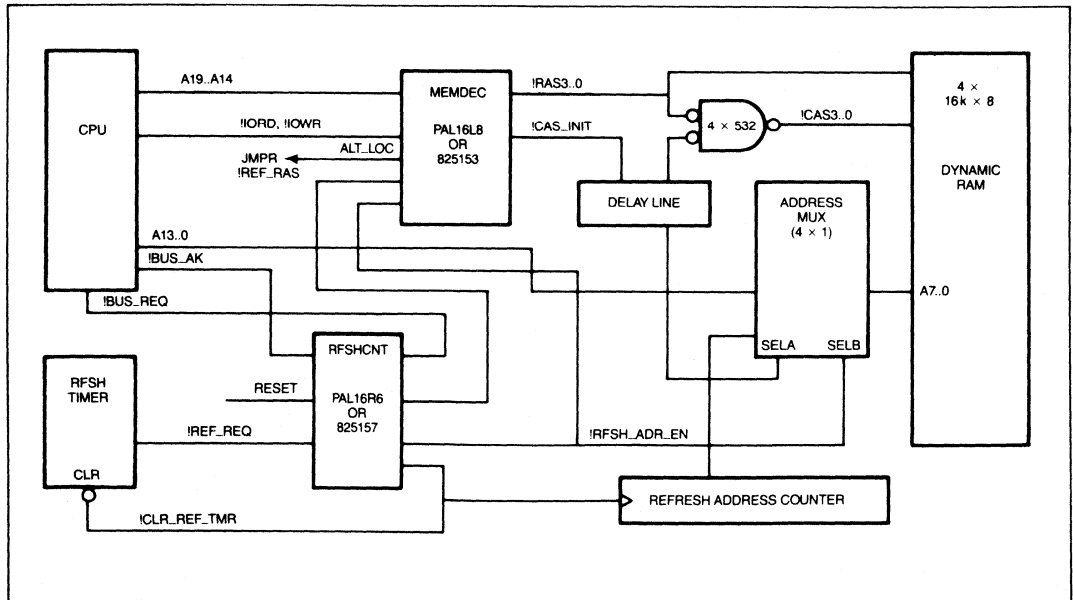 CPU
A19..A14
!IORD, !IOWR
JMPR
ALT_LOC
!REF_RAS
A13..0
!BUS_AK
!BUS_REQ
MEMDEC
PAL16L8
OR
825153
!RAS3..0
!CAS_INIT
4 × 532
!CAS3..0
DELAY LINE
ADDRESS
MUX
(4 × 1)
SELA
SELB
A7..0
4 ×
16k × 8
DYNAMIC
RAM
RFSH
TIMER
CLR
RESET
!REF_REQ
!CLR_REF_TMR
RFSHCNT
PAL16R6
OR
825157
!RFSH_ADR_EN
REFRESH ADDRESS COUNTER